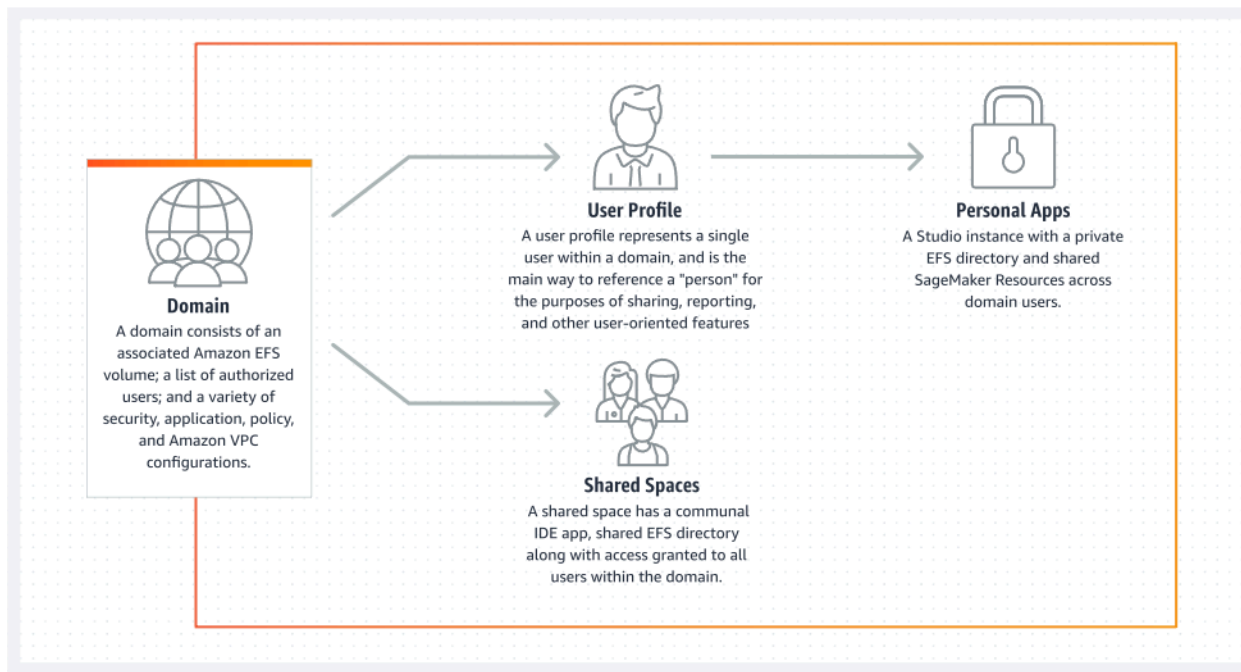 Domain
A domain consists of an
associated Amazon EFS
volume; a list of authorized
users; and a variety of
security, application, policy,
and Amazon VPC
configurations.
User Profile
A user profile represents a single
user within a domain, and is the
main way to reference a "person" for
the purposes of sharing, reporting,
and other user-oriented features
Personal Apps
A Studio instance with a private
EFS directory and shared
SageMaker Resources across
domain users.
Shared Spaces
A shared space has a communal
IDE app, shared EFS directory
along with access granted to all
users within the domain.